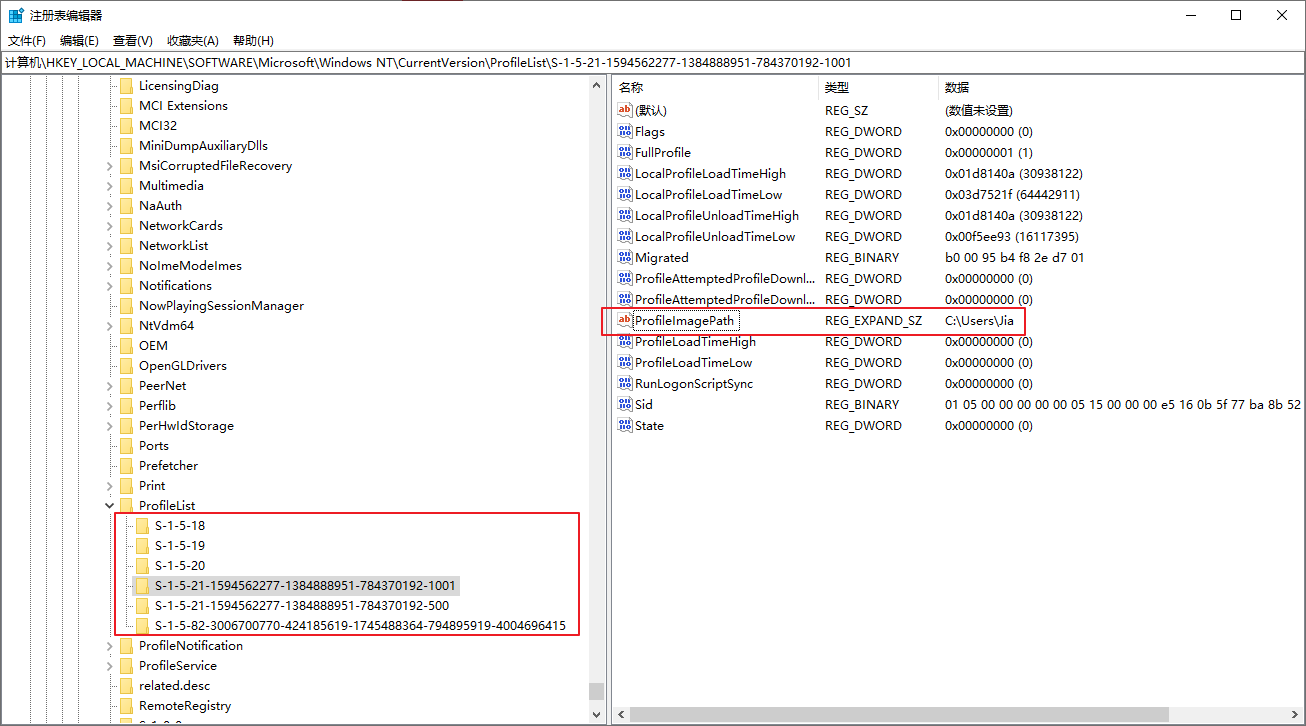 注册表编辑器
文件(F) 编辑(E) 查看(V) 收藏夹(A) 帮助(H)
计算机\HKEY_LOCAL_MACHINE\SOFTWARE\Microsoft\Windows NT\CurrentVersion\ProfileList\S-1-5-21-1594562277-1384888951-784370192-1001
LicensingDiag
MCI Extensions
MCI32
MiniDumpAuxiliaryDlls
MsiCorruptedFileRecovery
Multimedia
NaAuth
NetworkCards
NetworkList
NoImeModeImes
Notifications
NowPlayingSessionManager
NtVdm64
OEM
OpenGLDrivers
PeerNet
Perflib
PerHwIdStorage
Ports
Prefetcher
Print
ProfileList
S-1-5-18
S-1-5-19
S-1-5-20
S-1-5-21-1594562277-1384888951-784370192-1001
S-1-5-21-1594562277-1384888951-784370192-500
S-1-5-82-3006700770-424185619-1745488364-794895919-4004696415
ProfileNotification
ProfileService
related.desc
RemoteRegistry
名称 类型 数据
(默认) REG_SZ (数值未设置)
Flags REG_DWORD 0x00000000 (0)
FullProfile REG_DWORD 0x00000001 (1)
LocalProfileLoadTimeHigh REG_DWORD 0x01d8140a (30938122)
LocalProfileLoadTimeLow REG_DWORD 0x03d7521f (64442911)
LocalProfileUnloadTimeHigh REG_DWORD 0x01d8140a (30938122)
LocalProfileUnloadTimeLow REG_DWORD 0x00f5ee93 (16117395)
Migrated REG_BINARY b0 00 95 b4 f8 2e d7 01
ProfileAttemptedProfileDownl... REG_DWORD 0x00000000 (0)
ProfileAttemptedProfileDownl... REG_DWORD 0x00000000 (0)
ProfileImagePath REG_EXPAND_SZ C:\Users\Jia
ProfileLoadTimeHigh REG_DWORD 0x00000000 (0)
ProfileLoadTimeLow REG_DWORD 0x00000000 (0)
RunLogonScriptSync REG_DWORD 0x00000000 (0)
Sid REG_BINARY 01 05 00 00 00 00 00 05 15 00 00 00 e5 16 0b 5f 77 ba 8b 52
State REG_DWORD 0x00000000 (0)